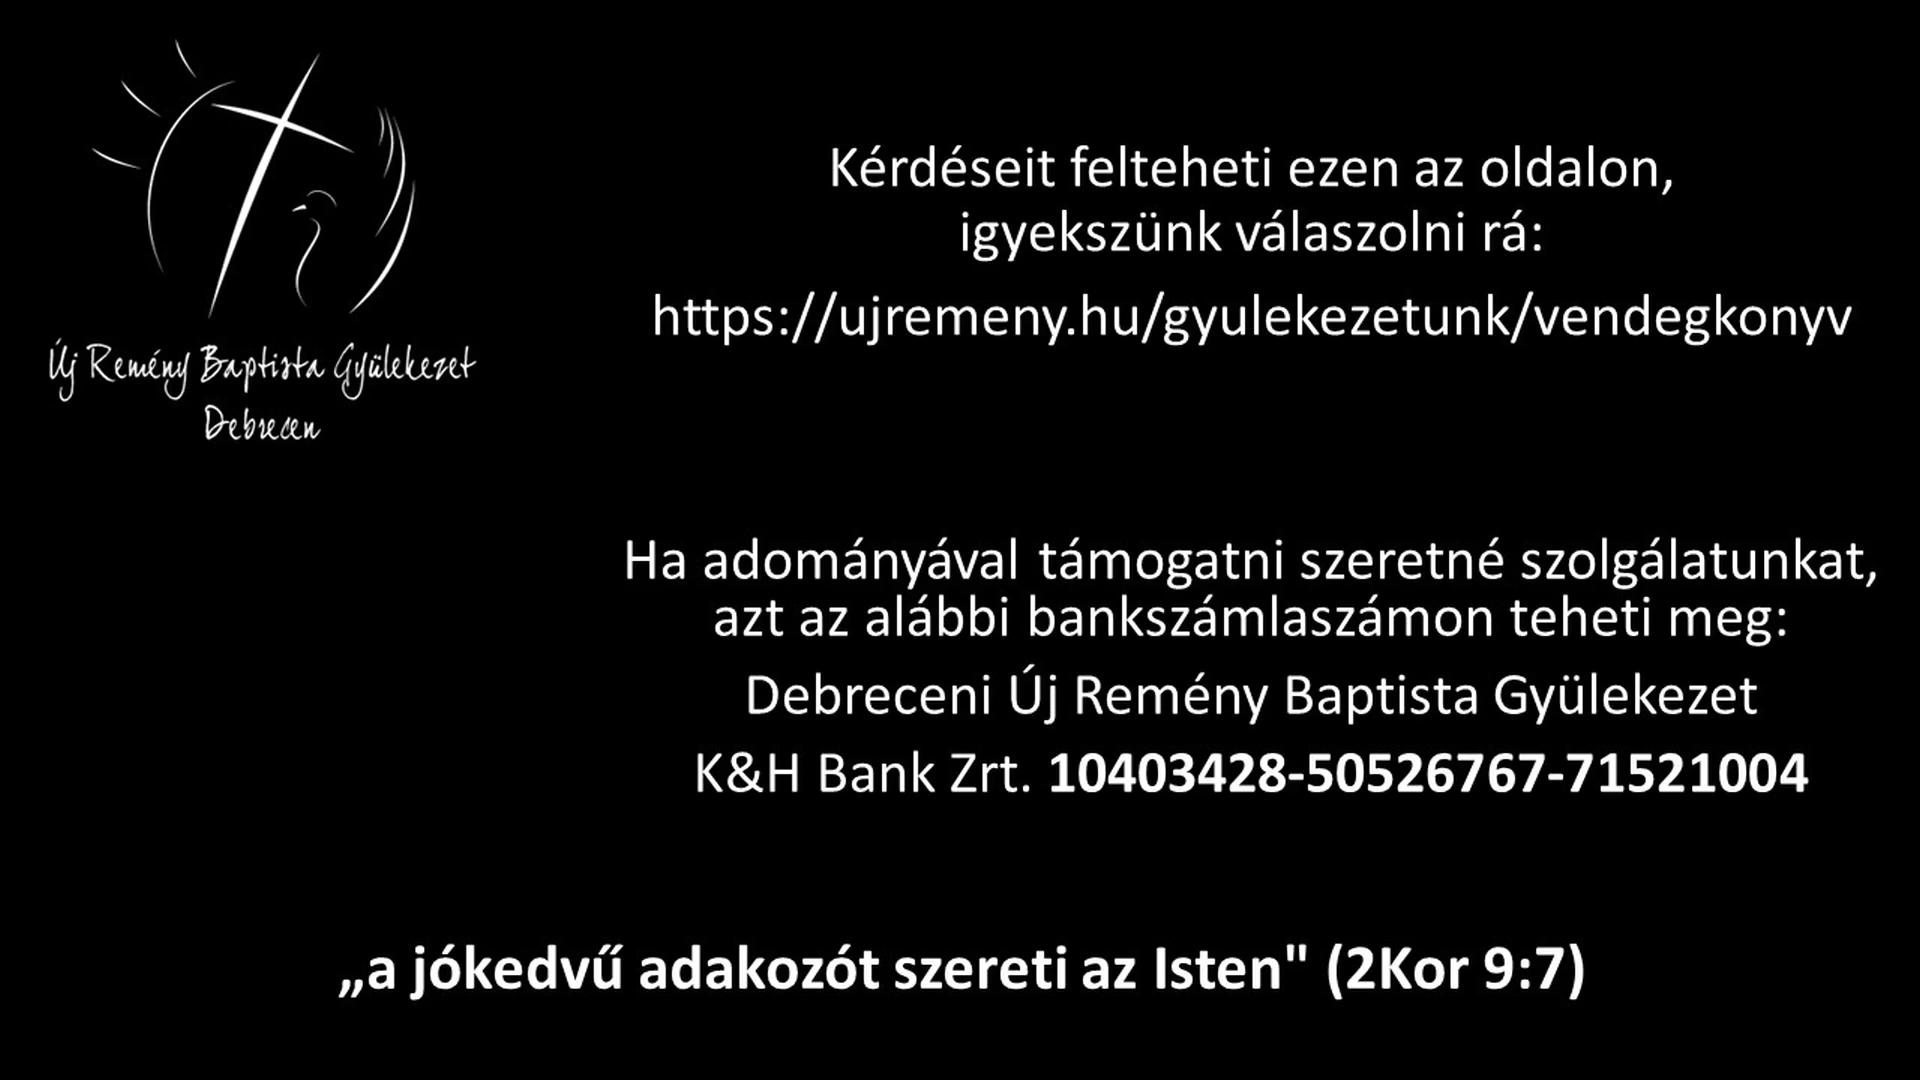 Új Remény Baptista Gyülekezet
Debrecen
Kérdéseit felteheti ezen az oldalon,
igyekszünk válaszolni rá:
https://ujremeny.hu/gyulekezetunk/vendegkonyv
Ha adományával támogatni szeretné szolgálatunkat,
azt az alábbi bankszámlaszámon teheti meg:
Debreceni Új Remény Baptista Gyülekezet
K&H Bank Zrt. 10403428-50526767-71521004
„a jókedvű adakozót szereti az Isten" (2Kor 9:7)